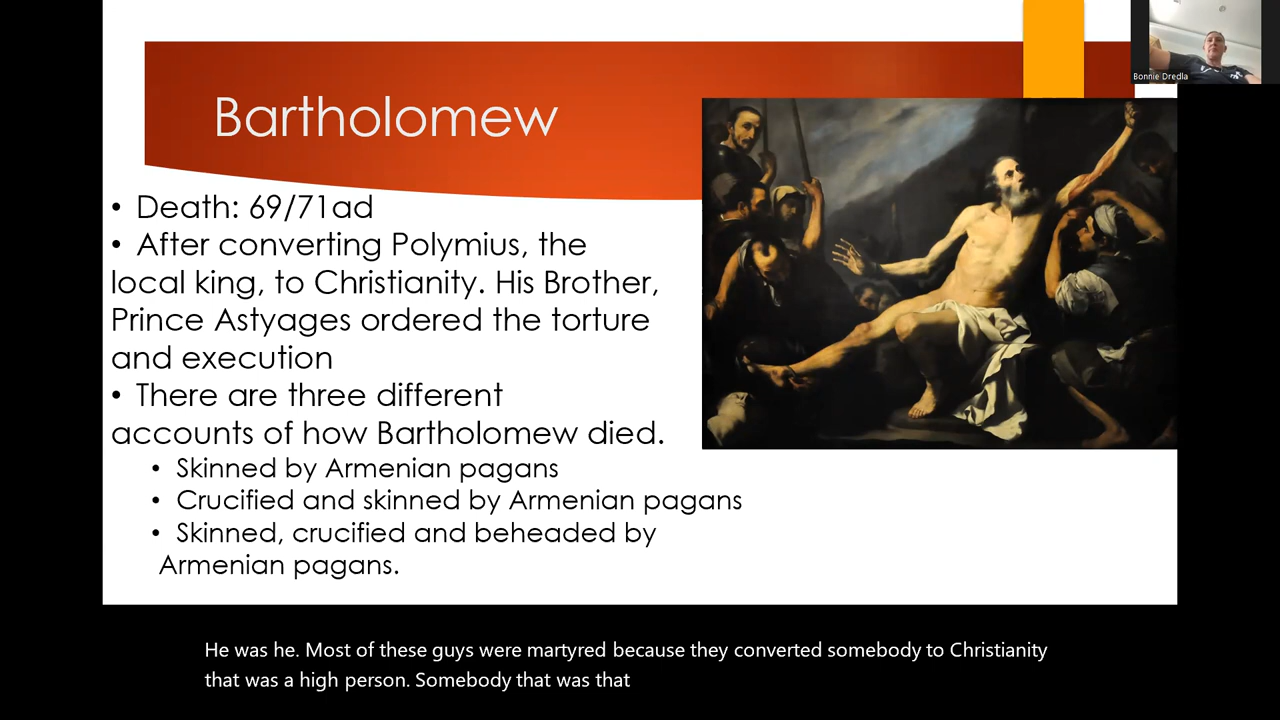 Bartholomew
Bonnie Dredla
• Death: 69/71ad
• After converting Polymius, the
local king, to Christianity. His Brother,
Prince Astyages ordered the torture
and execution
• There are three different
accounts of how Bartholomew died.
• Skinned by Armenian pagans
• Crucified and skinned by Armenian pagans
• Skinned, crucified and beheaded by
Armenian pagans.
He was he. Most of these guys were martyred because they converted somebody to Christianity
that was a high person. Somebody that was that